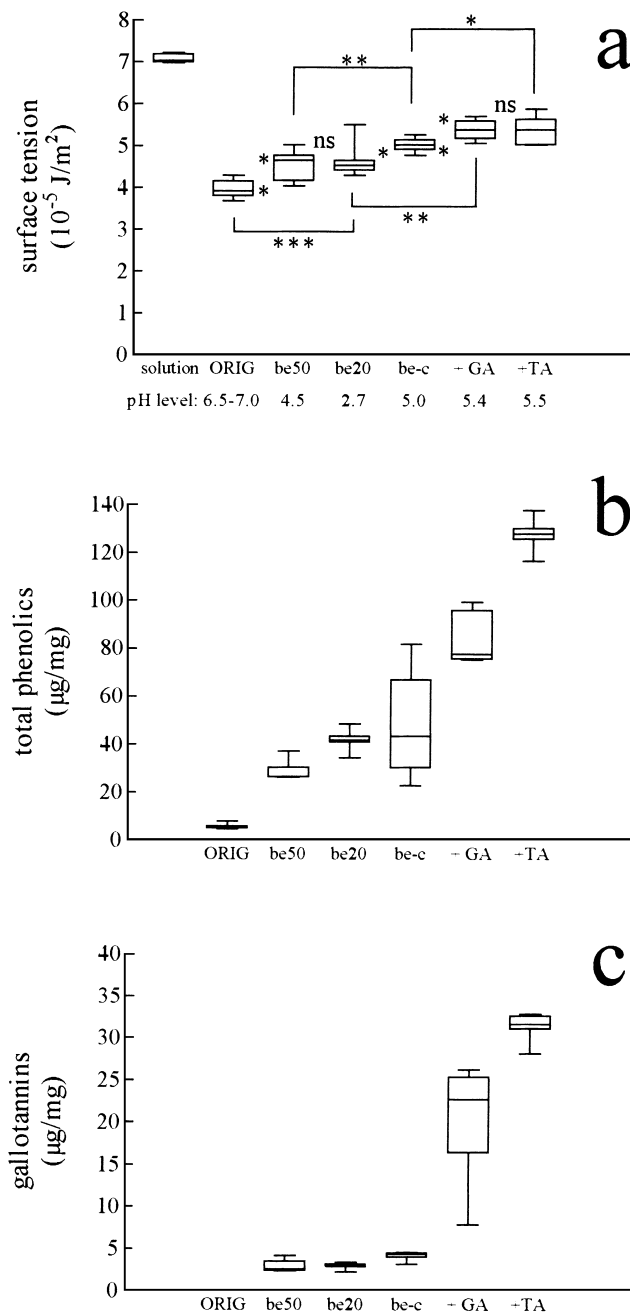 a
surface tension
(10⁻⁵ J/m²)
8
7
6
5
4
3
2
1
0
*
**
ns
*
ns
*
*
*
*
**
***
solution ORIG be50 be20 be-c + GA +TA
pH level: 6.5-7.0 4.5 2.7 5.0 5.4 5.5
b
total phenolics
(μg/mg)
140
120
100
80
60
40
20
0
ORIG be50 be20 be-c + GA +TA
c
gallotannins
(μg/mg)
40
35
30
25
20
15
10
5
0
ORIG be50 be20 be-c + GA +TA